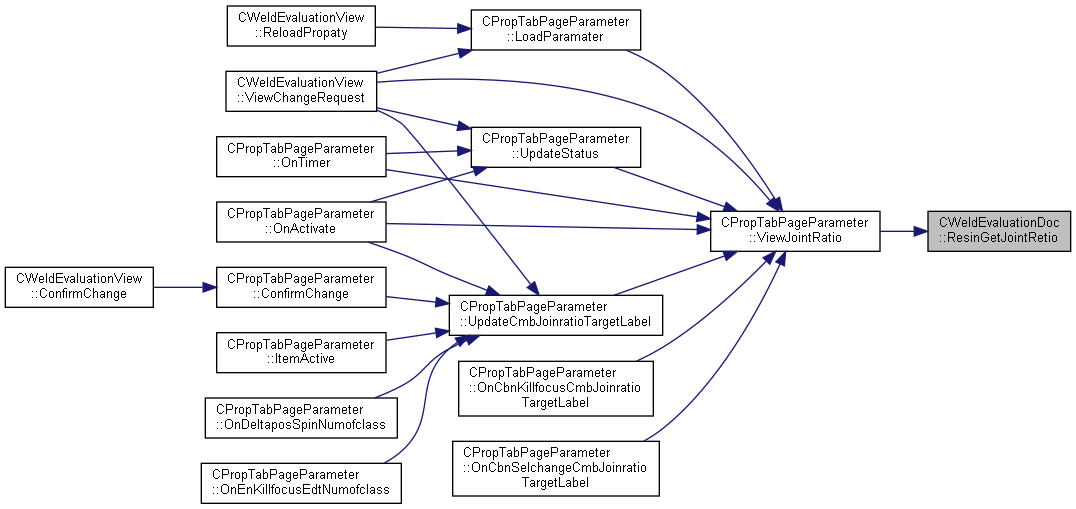 CWeldEvaluationView
::ReloadPropaty
CPropTabPageParameter
::LoadParamater
CWeldEvaluationView
::ViewChangeRequest
CPropTabPageParameter
::UpdateStatus
CPropTabPageParameter
::OnTimer
CPropTabPageParameter
::OnActivate
CPropTabPageParameter
::ViewJointRatio
CWeldEvaluationDoc
::ResinGetJointRetio
CWeldEvaluationView
::ConfirmChange
CPropTabPageParameter
::ConfirmChange
CPropTabPageParameter
::UpdateCmbJoinratioTargetLabel
CPropTabPageParameter
::ItemActive
CPropTabPageParameter
::OnCbnKillfocusCmbJoinratio
TargetLabel
CPropTabPageParameter
::OnDeltaposSpinNumofclass
CPropTabPageParameter
::OnCbnSelchangeCmbJoinratio
TargetLabel
CPropTabPageParameter
::OnEnKillfocusEdtNumofclass